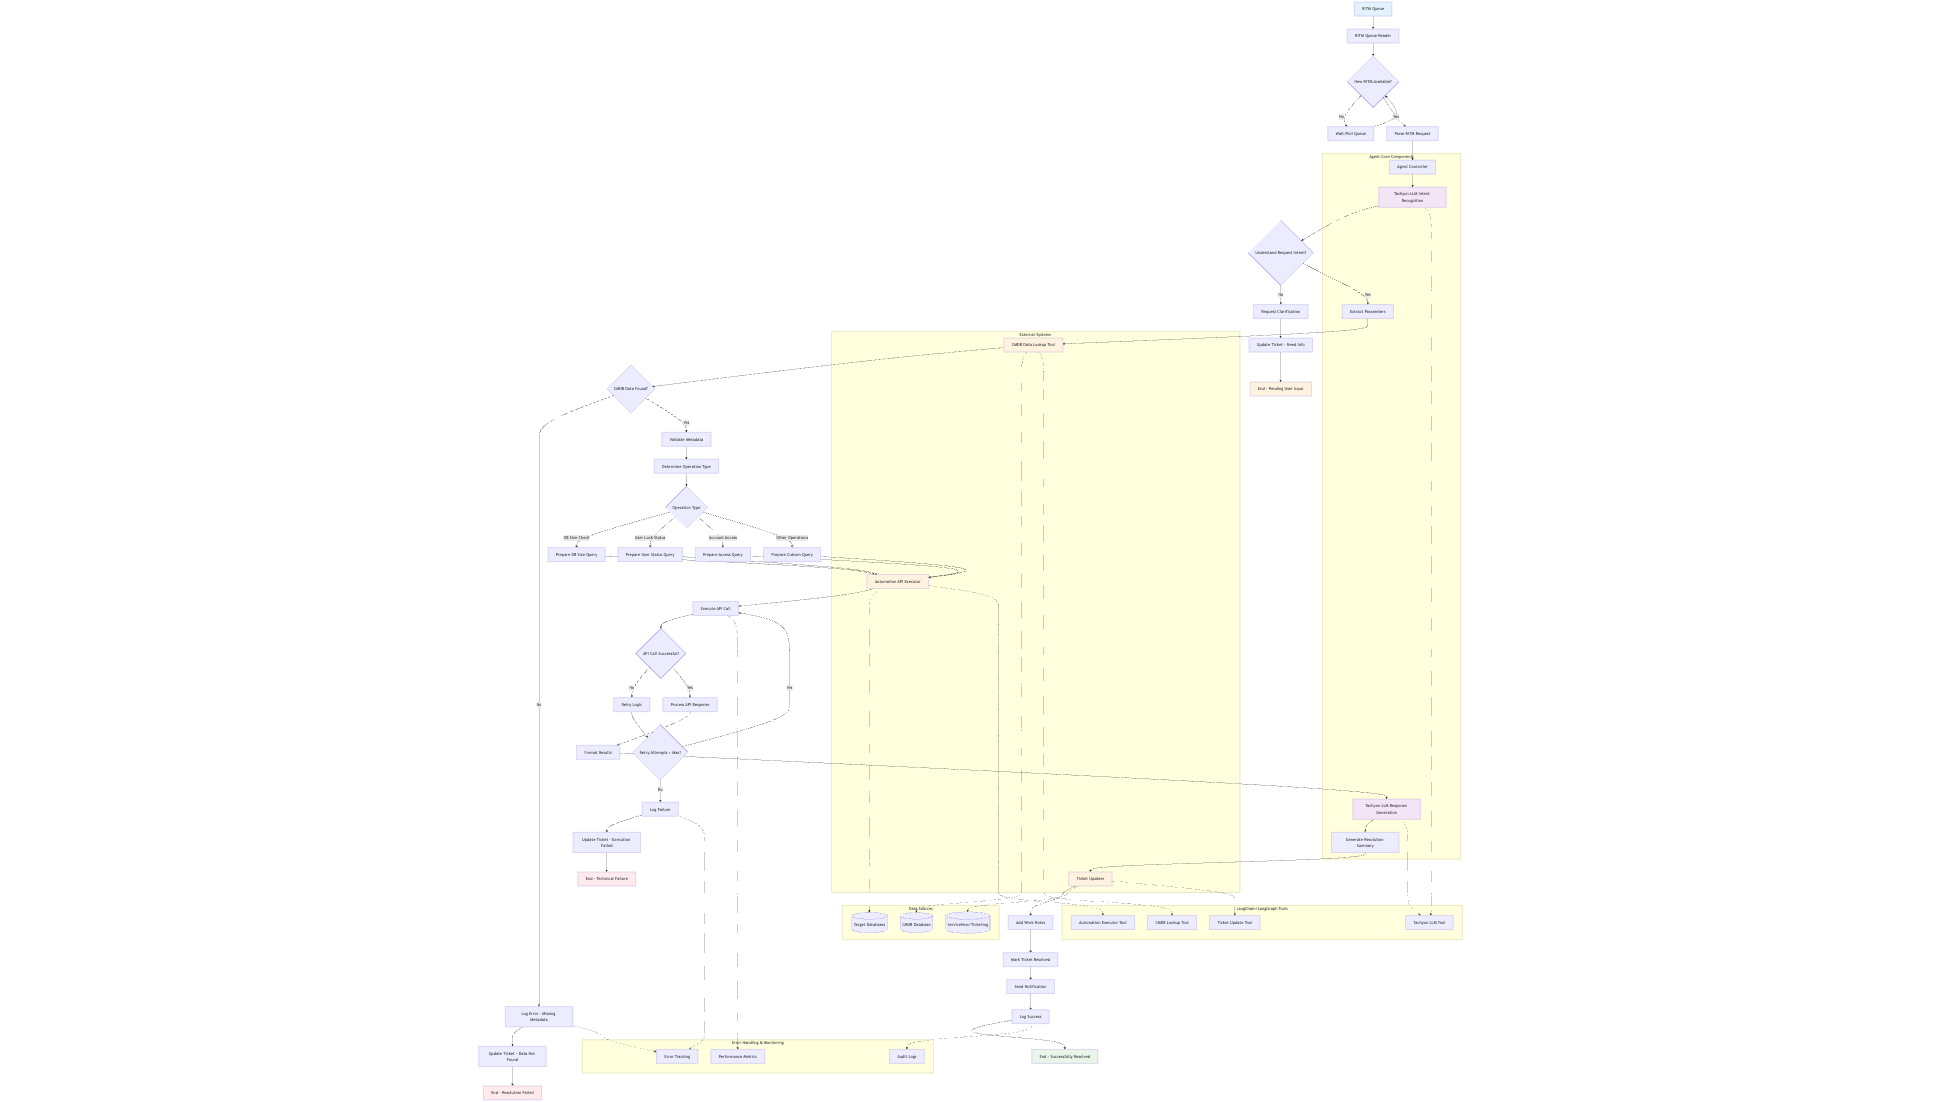 RITM Queue
RITM Queue Reader
New RITM Available?
No
Yes
Wait/Poll Queue
Parse RITM Request
Agent Core Components
Agent Controller
Tachyon LLM Intent
Recognition
Understand Request Intent?
No
Yes
Request Clarification
Extract Parameters
External Systems
CMDB Data Lookup Tool
Update Ticket - Need Info
CMDB Data Found?
End - Pending User Input
Yes
Validate Metadata
Determine Operation Type
Operation Type
DB Size Check
User Lock Status
Account Access
Other Operations
Prepare DB Size Query
Prepare User Status Query
Prepare Access Query
Prepare Custom Query
Automation API Executor
Execute API Call
API Call Successful?
No
Yes
Yes
No
Retry Logic
Process API Response
Format Results
Retry Attempts < Max?
No
Log Failure
Tachyon LLM Response
Generation
Update Ticket - Execution
Failed
Generate Resolution
Summary
End - Technical Failure
Ticket Updater
Data Sources
LangChain/LangGraph Tools
Target Databases
CMDB Database
ServiceNow/Ticketing
Add Work Notes
Automation Executor Tool
CMDB Lookup Tool
Ticket Update Tool
Tachyon LLM Tool
Mark Ticket Resolved
Send Notification
Log Error - Missing
Metadata
Log Success
Error Handling & Monitoring
Update Ticket - Data Not
Found
Error Tracking
Performance Metrics
Audit Logs
End - Successfully Resolved
End - Resolution Failed